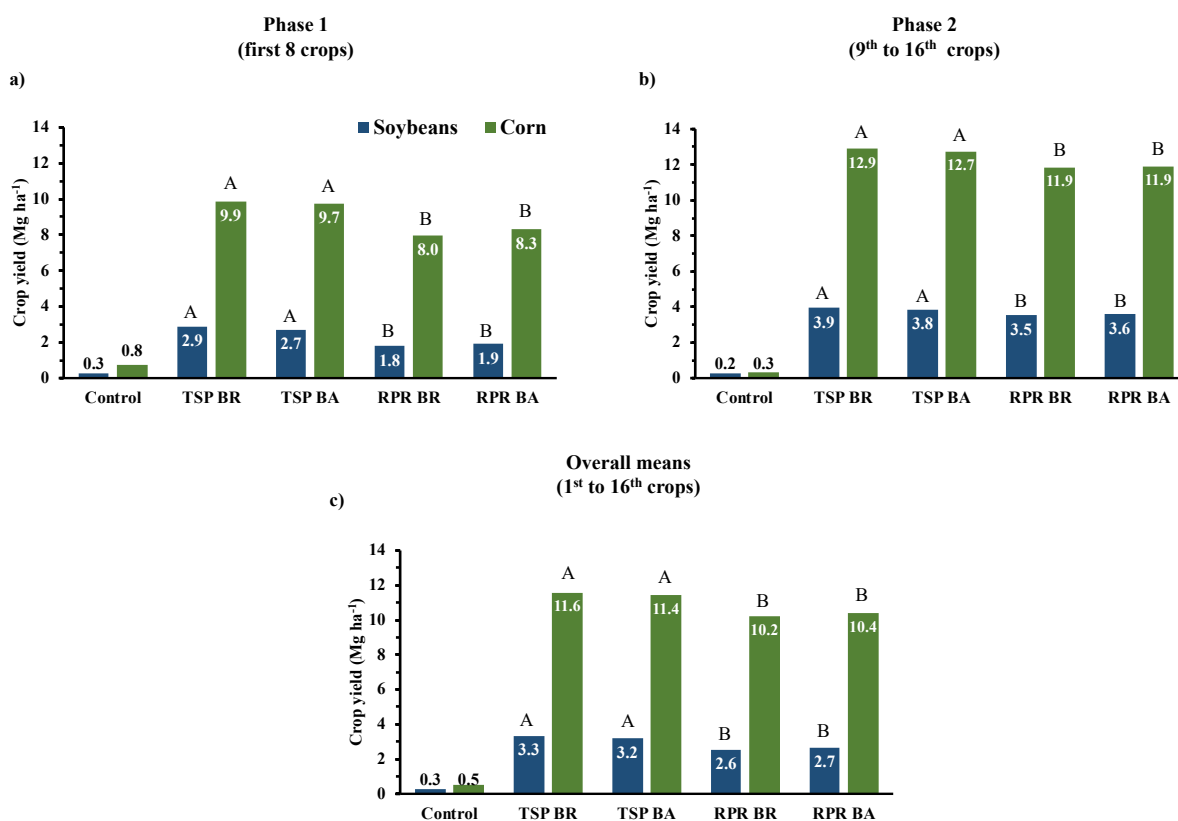 Phase 1
(first 8 crops)
a)
Soybeans Corn
Crop yield (Mg ha⁻¹)
14
12
10
8
6
4
2
0
0.3 0.8
A 2.9 A 9.9
A 2.7 A 9.7
B 1.8 B 8.0
B 1.9 B 8.3
Control TSP BR TSP BA RPR BR RPR BA
Phase 2
(9th to 16th crops)
b)
Crop yield (Mg ha⁻¹)
14
12
10
8
6
4
2
0
0.2 0.3
A 3.9 A 12.9
A 3.8 A 12.7
B 3.5 B 11.9
B 3.6 B 11.9
Control TSP BR TSP BA RPR BR RPR BA
Overall means
(1st to 16th crops)
c)
Crop yield (Mg ha⁻¹)
14
12
10
8
6
4
2
0
0.3 0.5
A 3.3 A 11.6
A 3.2 A 11.4
B 2.6 B 10.2
B 2.7 B 10.4
Control TSP BR TSP BA RPR BR RPR BA